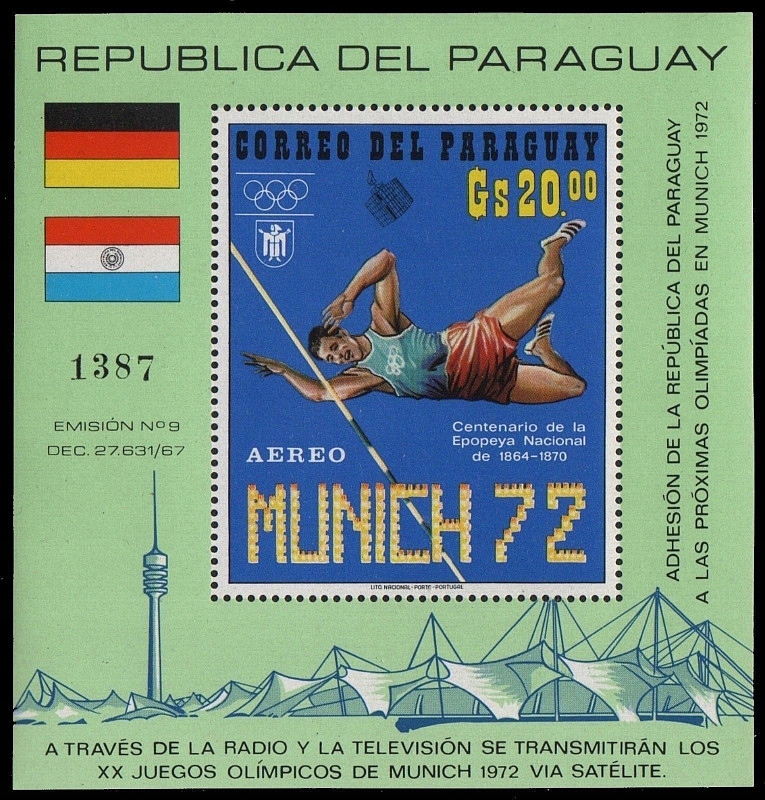 REPUBLICA DEL PARAGUAY
CORREO DEL PARAGUAY
Gs 20.00
1387
EMISIÓN Nº 9
DEC. 27.631/67
AEREO
Centenario de la
Epopeya Nacional
de 1864-1870
MUNICH 72
LITO. NACIONAL-PORTO-PORTUGAL
ADHESIÓN DE LA REPÚBLICA DEL PARAGUAY
A LAS PRÓXIMAS OLIMPÍADAS EN MUNICH 1972
A TRAVÉS DE LA RADIO Y LA TELEVISIÓN SE TRANSMITIRÁN LOS
XX JUEGOS OLÍMPICOS DE MUNICH 1972 VIA SATÉLITE.